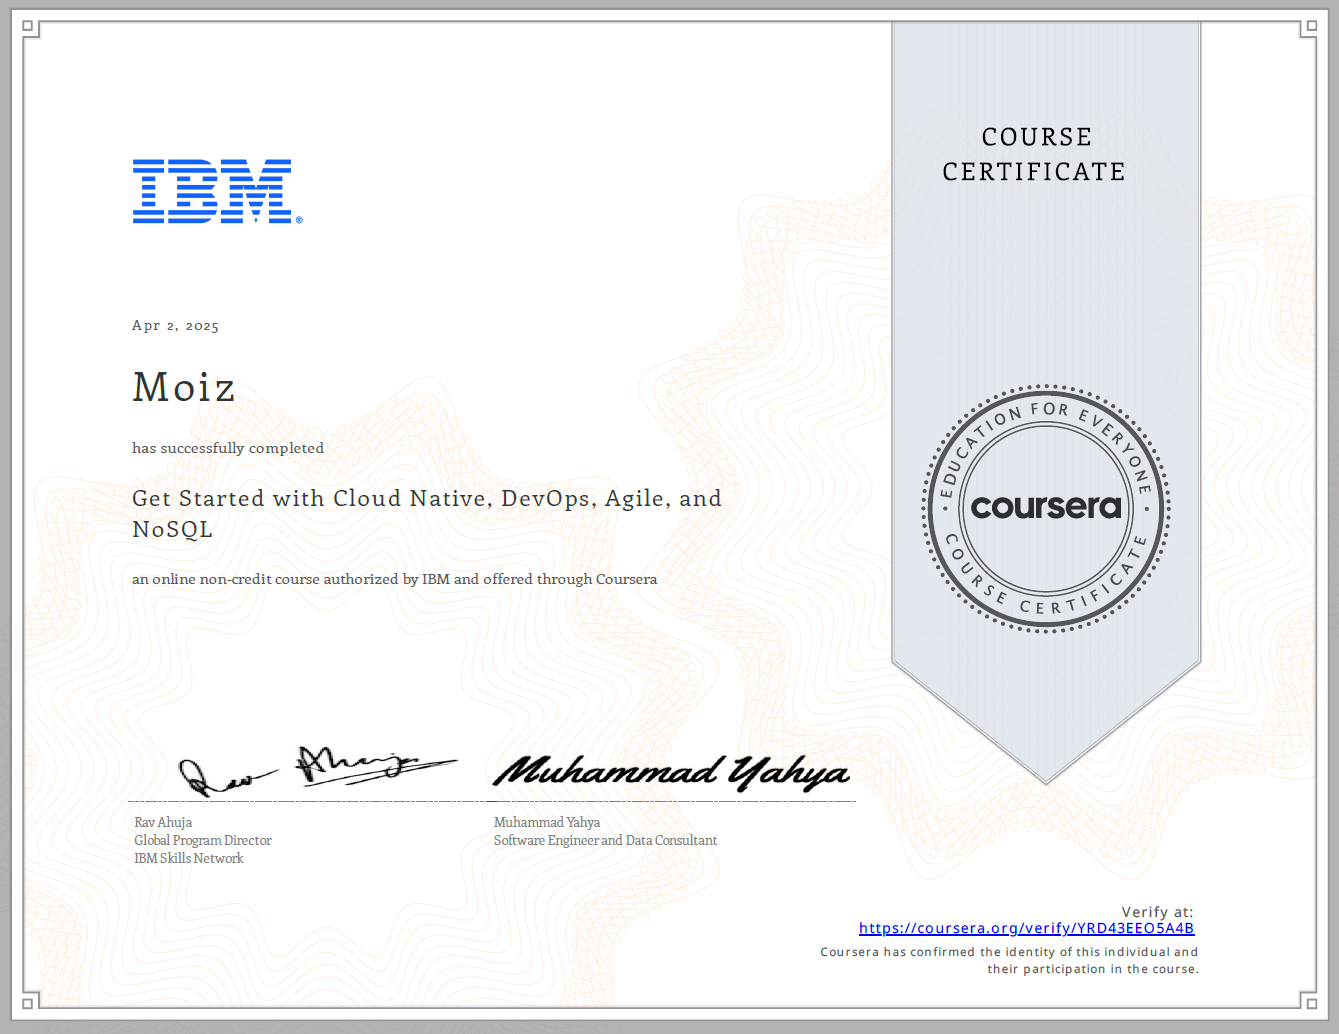 COURSE
CERTIFICATE
IBM®
Apr 2, 2025
Moiz
has successfully completed
Get Started with Cloud Native, DevOps, Agile, and
NoSQL
an online non-credit course authorized by IBM and offered through Coursera
EDUCATION FOR EVERYONE
coursera
COURSE CERTIFICATE
Rav Ahuja
Muhammad Yahya
Rav Ahuja
Global Program Director
IBM Skills Network
Muhammad Yahya
Software Engineer and Data Consultant
Verify at:
https://coursera.org/verify/YRD43EEO5A4B
Coursera has confirmed the identity of this individual and
their participation in the course.